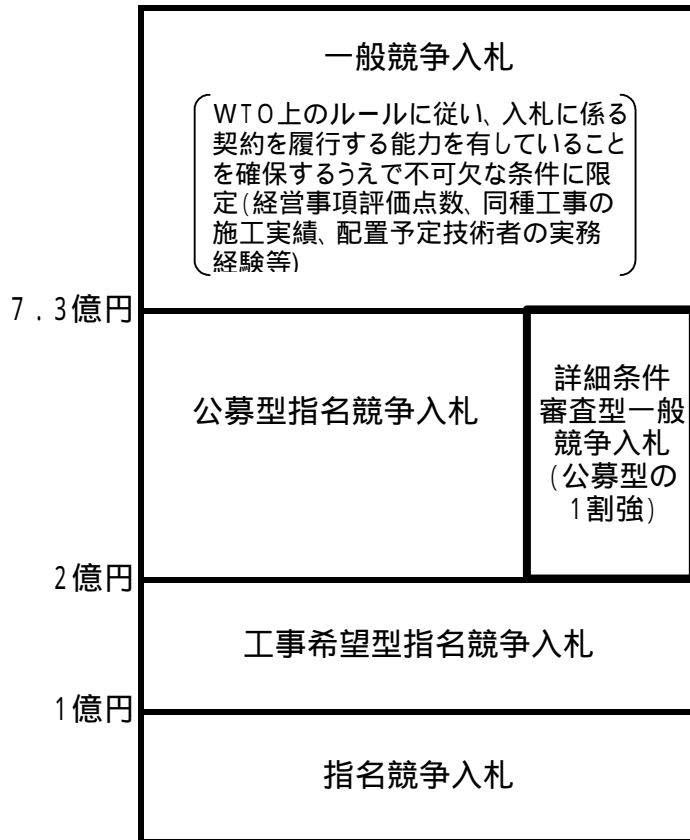 一般競争入札
WTO上のルールに従い、入札に係る
契約を履行する能力を有していること
を確保するうえで不可欠な条件に限
定(経営事項評価点数、同種工事の
施工実績、配置予定技術者の実務
経験等)
7.3億円
公募型指名競争入札
詳細条件
審査型一般
競争入札
(公募型の
1割強)
2億円
工事希望型指名競争入札
1億円
指名競争入札